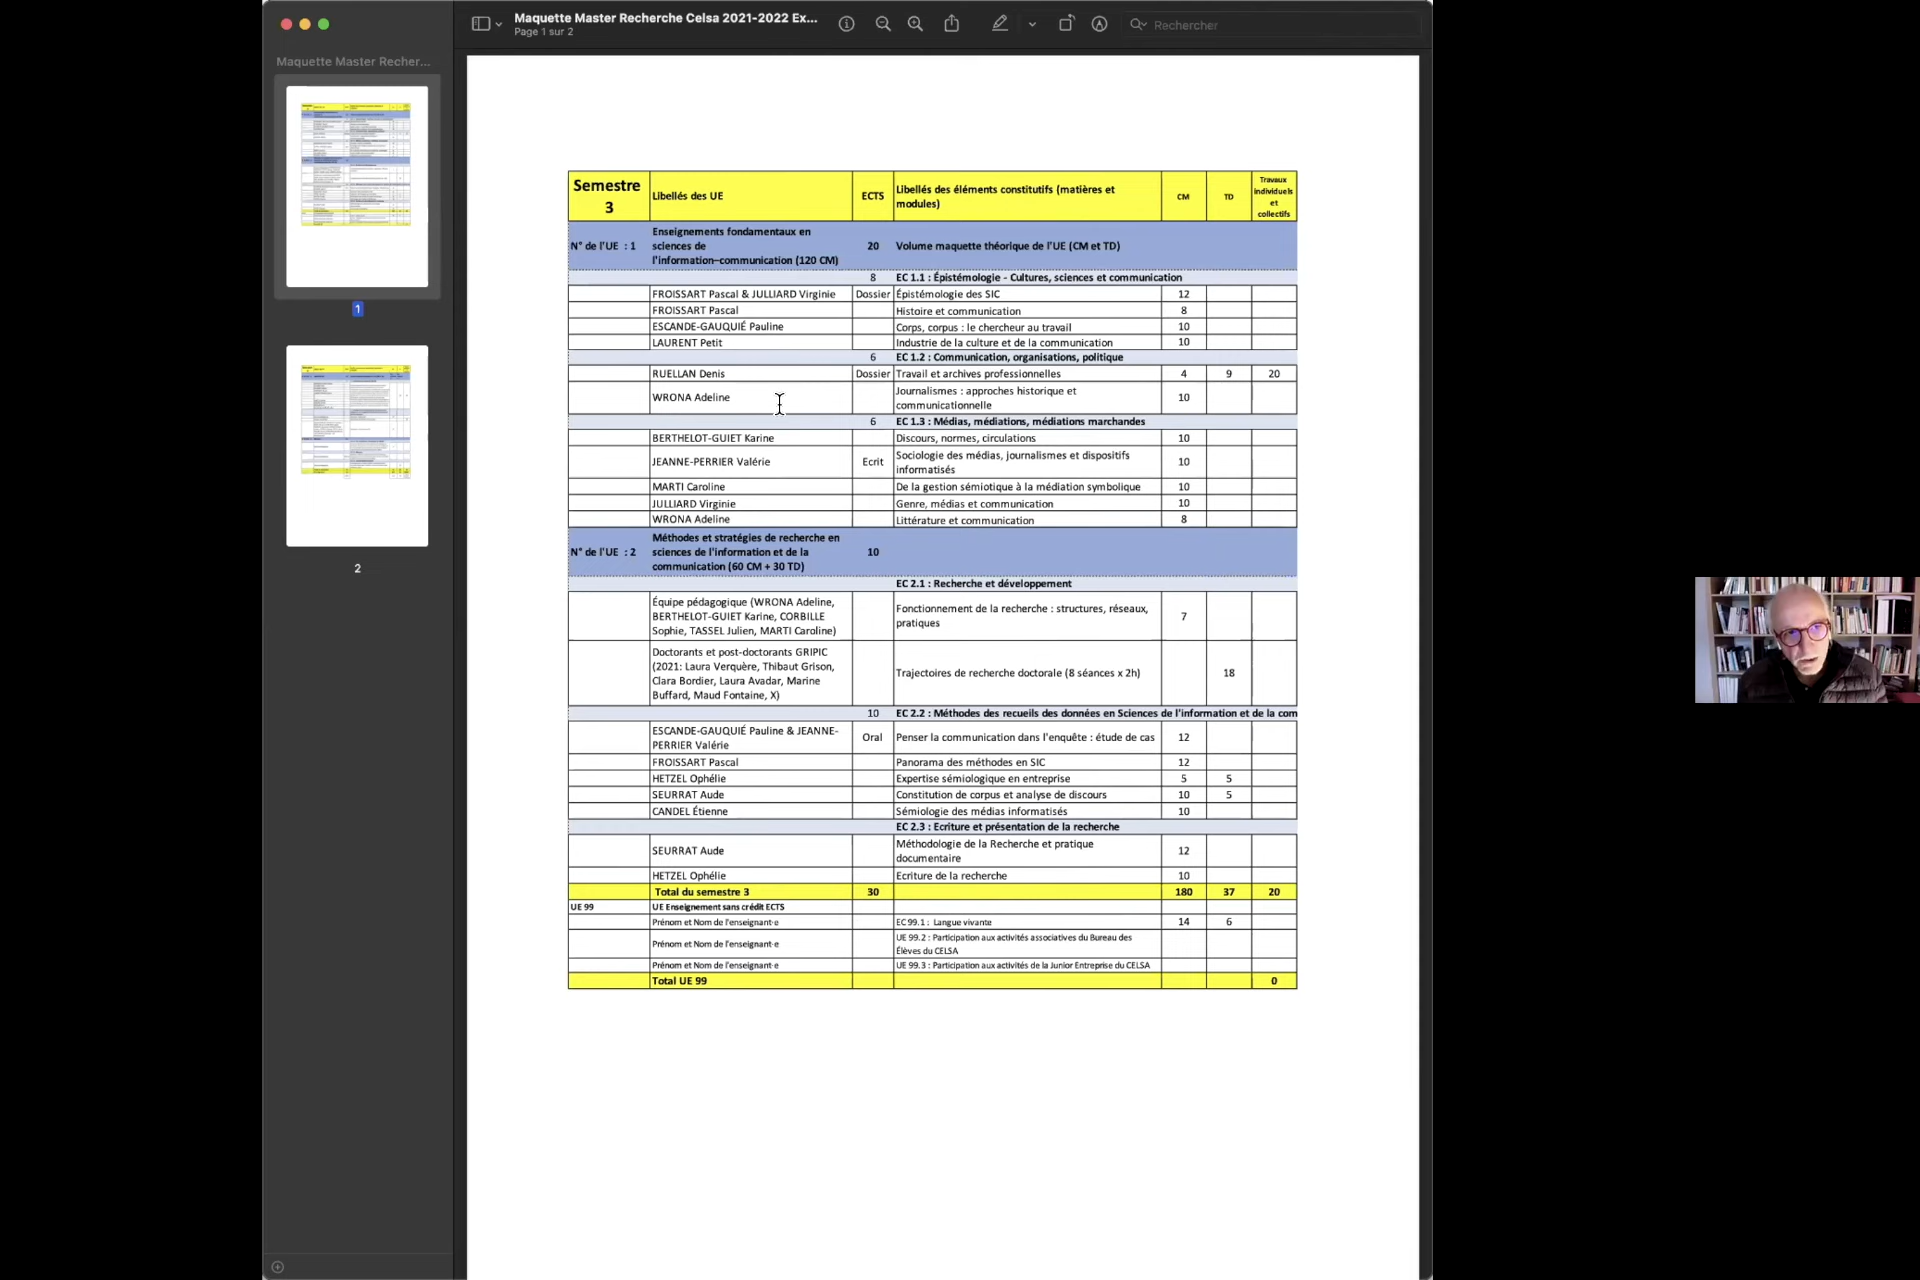 Maquette Master Recherche Celsa 2021-2022 Ex...
Page 1 sur 2
Rechercher
Maquette Master Recher...
1
2
Semestre 3 Libellés des UE ECTS Libellés des éléments constitutifs (matières et modules) CM TD Travaux individuels et collectifs
N° de l'UE : 1 Enseignements fondamentaux en sciences de l'information–communication (120 CM) 20 Volume maquette théorique de l'UE (CM et TD)
8 EC 1.1 : Épistémologie - Cultures, sciences et communication
FROISSART Pascal & JULLIARD Virginie Dossier Épistémologie des SIC 12
FROISSART Pascal Histoire et communication 8
ESCANDE-GAUQUIÉ Pauline Corps, corpus : le chercheur au travail 10
LAURENT Petit Industrie de la culture et de la communication 10
6 EC 1.2 : Communication, organisations, politique
RUELLAN Denis Dossier Travail et archives professionnelles 4 9 20
WRONA Adeline Journalismes : approches historique et communicationnelle 10
6 EC 1.3 : Médias, médiations, médiations marchandes
BERTHELOT-GUIET Karine Discours, normes, circulations 10
JEANNE-PERRIER Valérie Ecrit Sociologie des médias, journalismes et dispositifs informatisés 10
MARTI Caroline De la gestion sémiotique à la médiation symbolique 10
JULLIARD Virginie Genre, médias et communication 10
WRONA Adeline Littérature et communication 8
N° de l'UE : 2 Méthodes et stratégies de recherche en sciences de l'information et de la communication (60 CM + 30 TD) 10
EC 2.1 : Recherche et développement
Équipe pédagogique (WRONA Adeline, BERTHELOT-GUIET Karine, CORBILLE Sophie, TASSEL Julien, MARTI Caroline) Fonctionnement de la recherche : structures, réseaux, pratiques 7
Doctorants et post-doctorants GRIPIC (2021: Laura Verquère, Thibaut Grison, Clara Bordier, Laura Avadar, Marine Buffard, Maud Fontaine, X) Trajectoires de recherche doctorale (8 séances x 2h) 18
10 EC 2.2 : Méthodes des recueils des données en Sciences de l'information et de la com
ESCANDE-GAUQUIÉ Pauline & JEANNE-PERRIER Valérie Oral Penser la communication dans l'enquête : étude de cas 12
FROISSART Pascal Panorama des méthodes en SIC 12
HETZEL Ophélie Expertise sémiologique en entreprise 5 5
SEURRAT Aude Constitution de corpus et analyse de discours 10 5
CANDEL Étienne Sémiologie des médias informatisés 10
EC 2.3 : Ecriture et présentation de la recherche
SEURRAT Aude Méthodologie de la Recherche et pratique documentaire 12
HETZEL Ophélie Ecriture de la recherche 10
Total du semestre 3 30 180 37 20
UE 99 UE Enseignement sans crédit ECTS
Prénom et Nom de l'enseignant·e EC 99.1 : Langue vivante 14 6
Prénom et Nom de l'enseignant·e UE 99.2 : Participation aux activités associatives du Bureau des Élèves du CELSA
Prénom et Nom de l'enseignant·e UE 99.3 : Participation aux activités de la Junior Entreprise du CELSA
Total UE 99 0